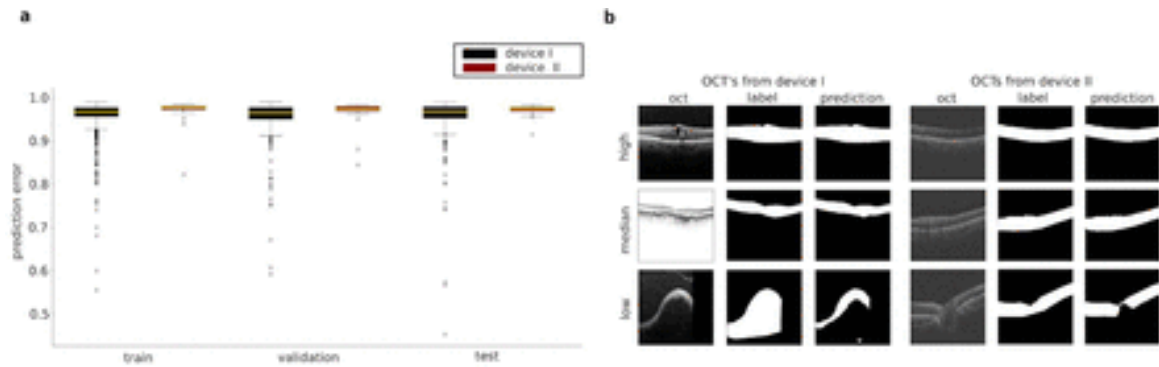 a
device I
device II
prediction error
1.0
0.9
0.8
0.7
0.6
0.5
train
validation
test
b
OCT's from device I
OCTs from device II
oct
label
prediction
oct
label
prediction
high
median
low